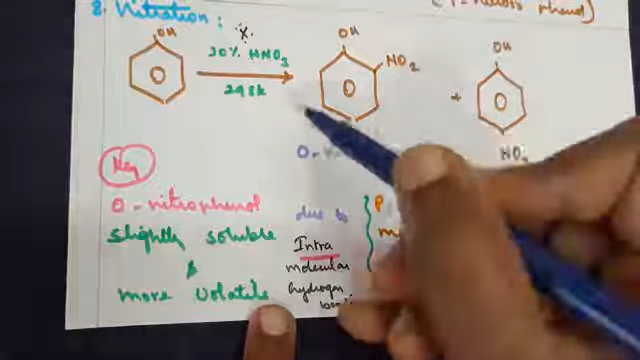 8. Nitration :
OH
20% HNO3
298k
OH
NO2
+
OH
NO2
O-
Key
O-nitrophenol
slightly soluble
&
more volatile
due to
Intra
molecular
hydrogen
P
m